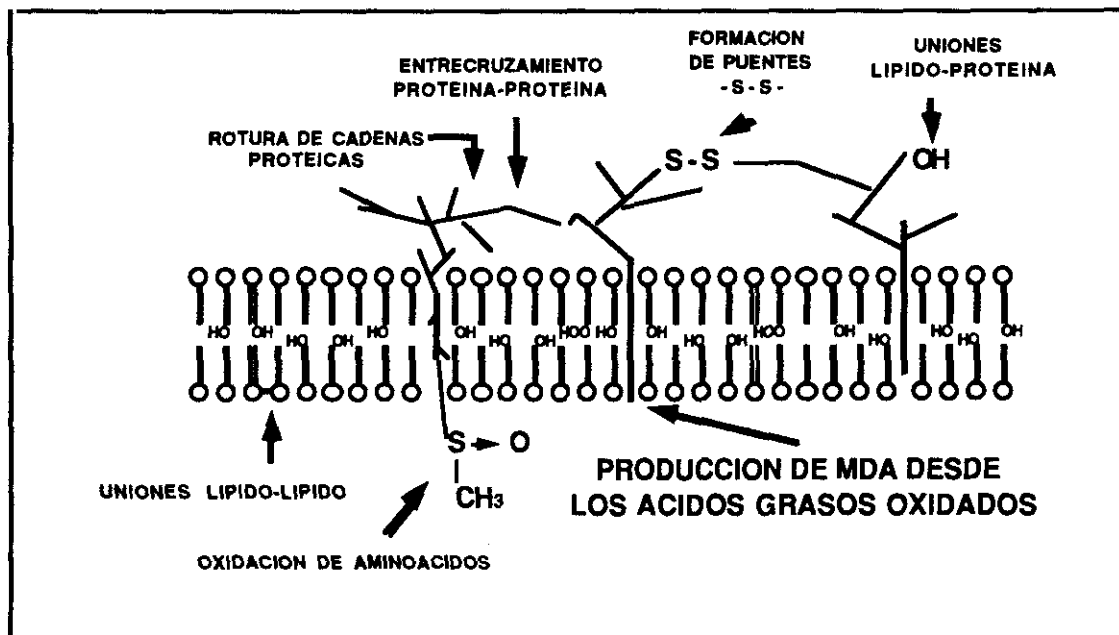 FORMACION
DE PUENTES
-S-S-
UNIONES
LIPIDO-PROTEINA
ENTRECRUZAMIENTO
PROTEINA-PROTEINA
ROTURA DE CADENAS
PROTEICAS
S-S
OH
HO OH HO OH HO OH HO OH HOO HO OH HO OH HOO HO OH HO HO HO OH
S O
CH3
UNIONES LIPIDO-LIPIDO
OXIDACION DE AMINOACIDOS
PRODUCCION DE MDA DESDE
LOS ACIDOS GRASOS OXIDADOS